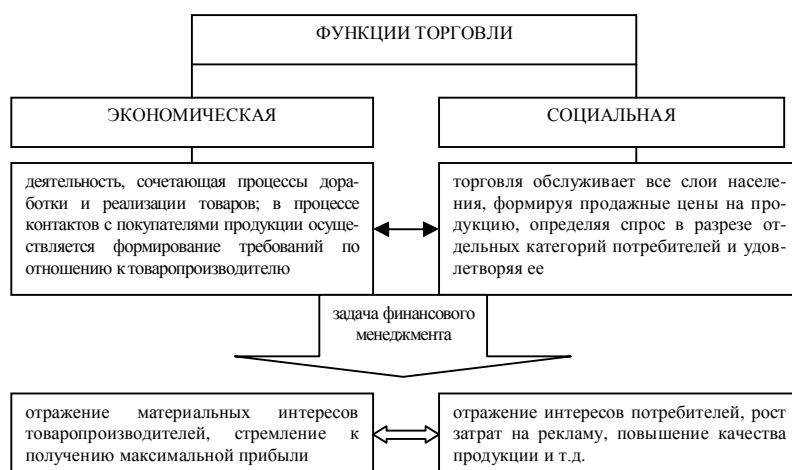 ФУНКЦИИ ТОРГОВЛИ
ЭКОНОМИЧЕСКАЯ
СОЦИАЛЬНАЯ
деятельность, сочетающая процессы дора-
ботки и реализации товаров; в процессе
контактов с покупателями продукции осуще-
ствляется формирование требований по
отношению к товаропроизводителю
торговля обслуживает все слои населе-
ния, формируя продажные цены на про-
дукцию, определяя спрос в разрезе от-
дельных категорий потребителей и удов-
летворяя ее
задача финансового
менеджмента
отражение материальных интересов
товаропроизводителей, стремление к
получению максимальной прибыли
отражение интересов потребителей, рост
затрат на рекламу, повышение качества
продукции и т.д.